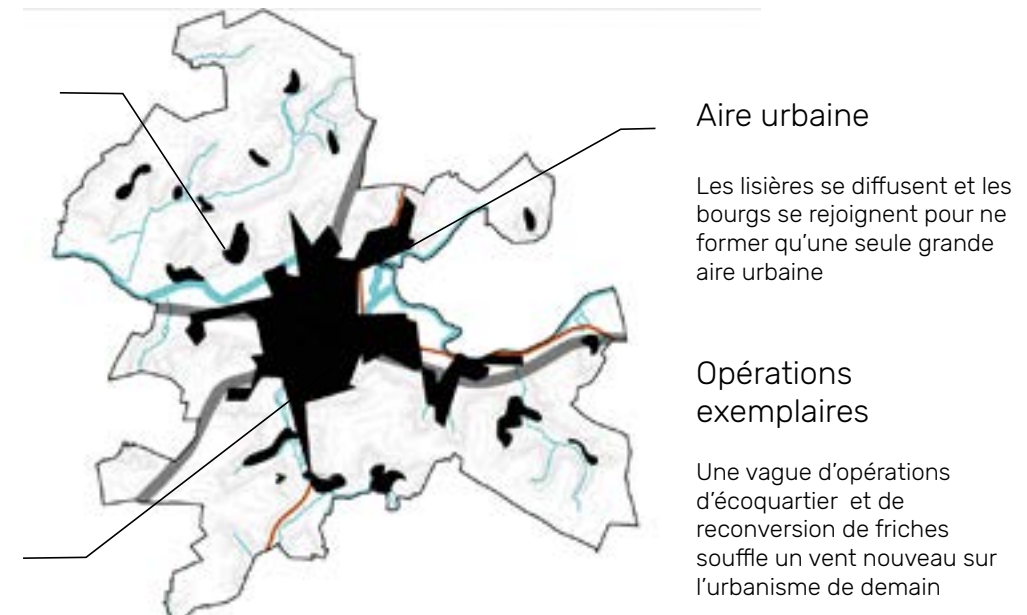 Aire urbaine
Les lisières se diffusent et les
bourgs se rejoignent pour ne
former qu'une seule grande
aire urbaine
Opérations
exemplaires
Une vague d'opérations
d'écoquartier et de
reconversion de friches
souffle un vent nouveau sur
l'urbanisme de demain